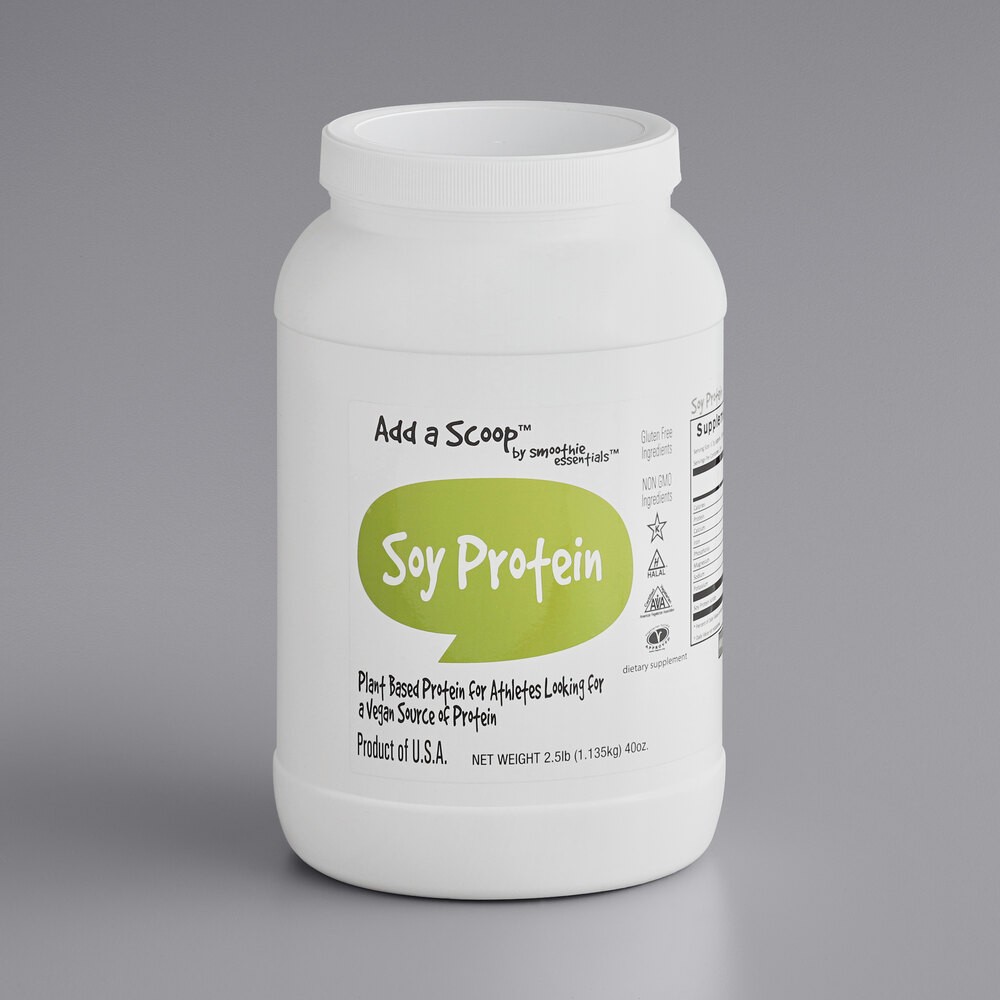 Add a Scoop™
by smoothie
essentials™
Soy Protein
Plant Based Protein for Athletes Looking for
a Vegan Source of Protein
Product of U.S.A.
NET WEIGHT 2.5lb (1.135kg) 40oz.
Gluten Free
Ingredients
NON GMO
Ingredients
K
H
HALAL
AVA
V
APPROVED
dietary supplement
Soy Protein